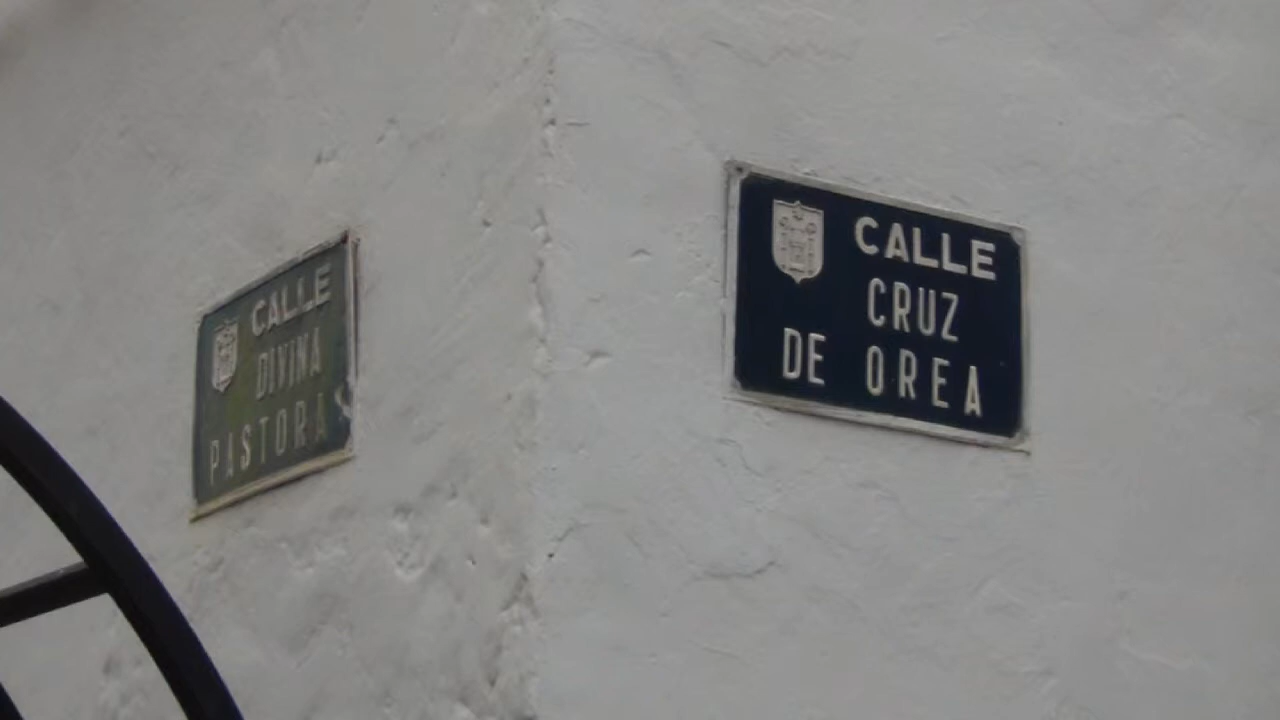 CALLE
DIVINA
PASTORA
CALLE
CRUZ
DE OREA